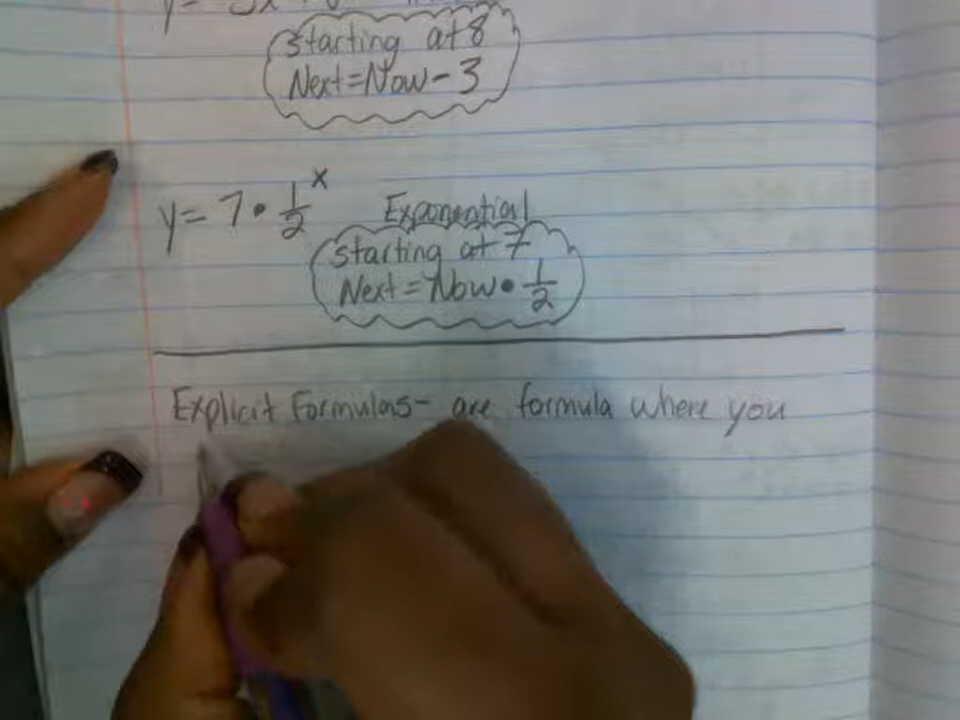 y=
starting at 8
Next=Now-3
y= 7 • 1/2^x Exponential
starting at 7
Next=Now • 1/2
Explicit Formulas- are formula where you